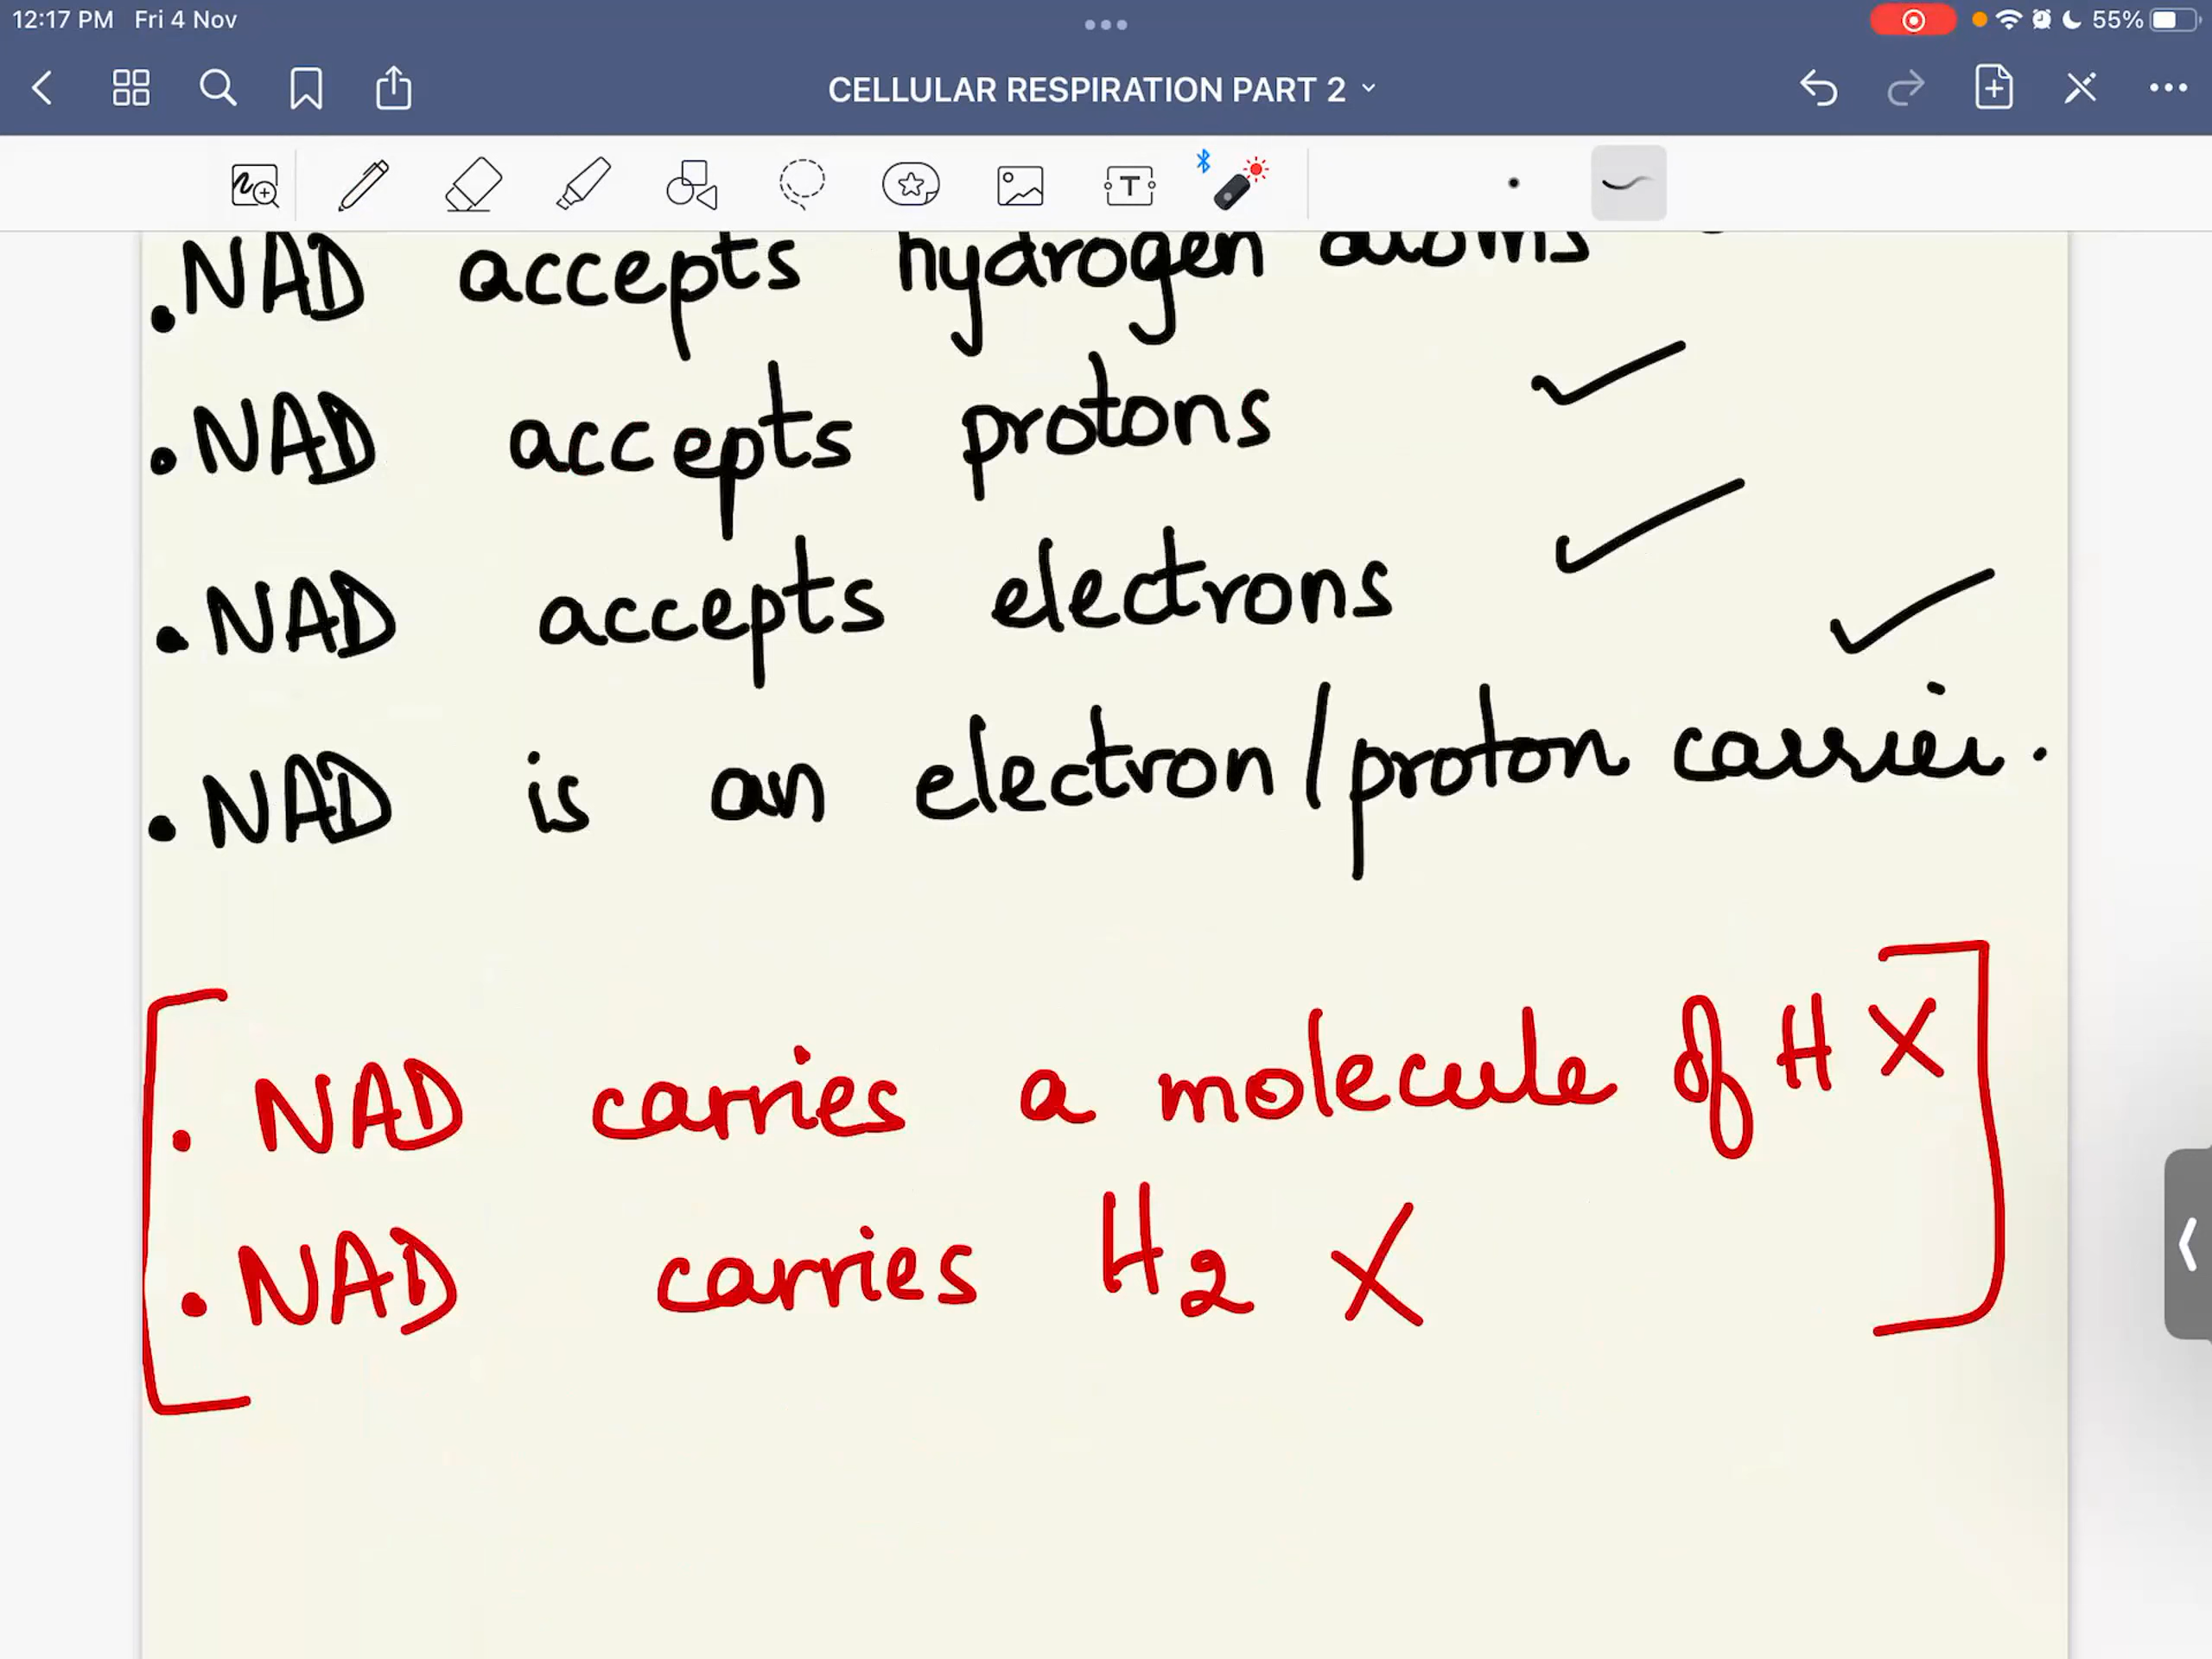 12:17 PM Fri 4 Nov
55%
CELLULAR RESPIRATION PART 2
T
. NAD accepts hydrogen atoms
. NAD accepts protons ✓
. NAD accepts electrons ✓
. NAD is an electron/proton carrier. ✓
. NAD carries a molecule of H X
. NAD carries H2 X